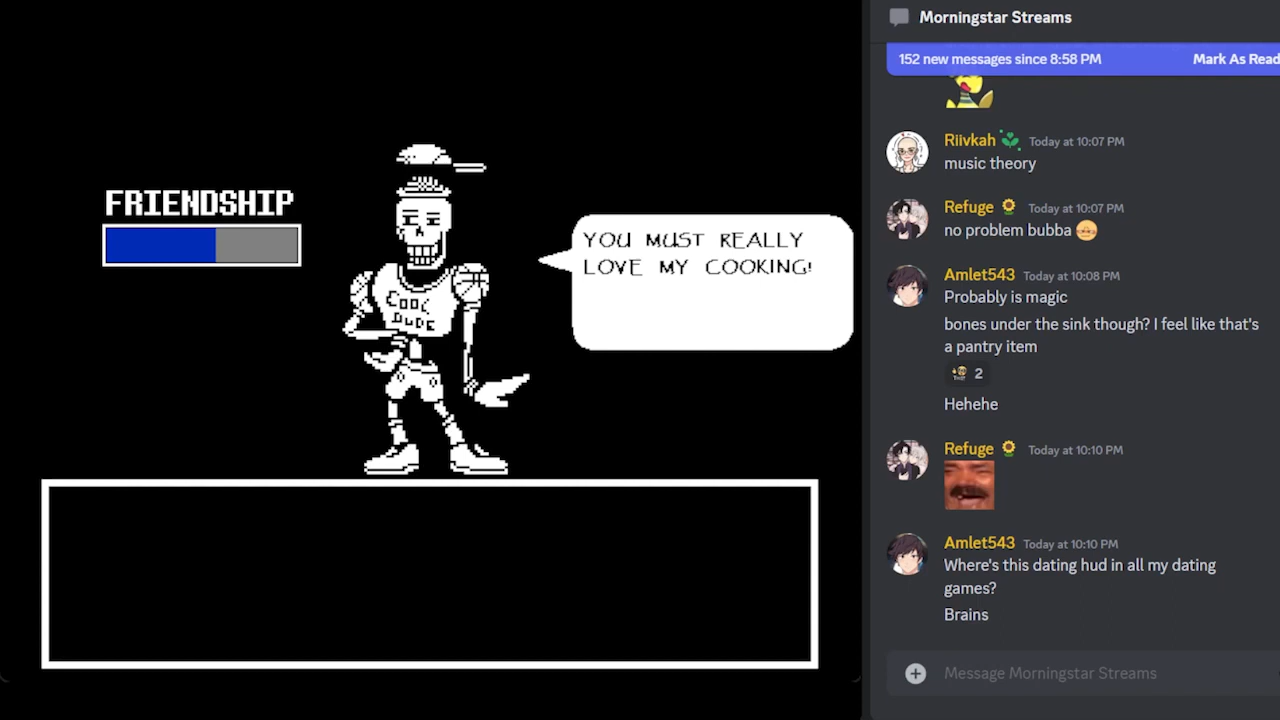 FRIENDSHIP
COOL
DUDE
YOU MUST REALLY
LOVE MY COOKING!
Morningstar Streams
152 new messages since 8:58 PM Mark As Read
Riivkah Today at 10:07 PM
music theory
Refuge Today at 10:07 PM
no problem bubba
Amlet543 Today at 10:08 PM
Probably is magic
bones under the sink though? I feel like that's
a pantry item
2
Hehehe
Refuge Today at 10:10 PM
Amlet543 Today at 10:10 PM
Where's this dating hud in all my dating
games?
Brains
Message Morningstar Streams